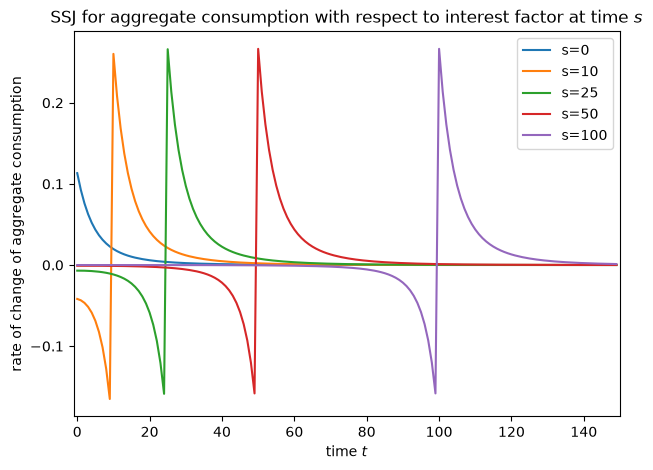 SSJ for aggregate consumption with respect to interest factor at time s
rate of change of aggregate consumption
0.2
0.1
0.0
−0.1
s=0
s=10
s=25
s=50
s=100
0 20 40 60 80 100 120 140
time t